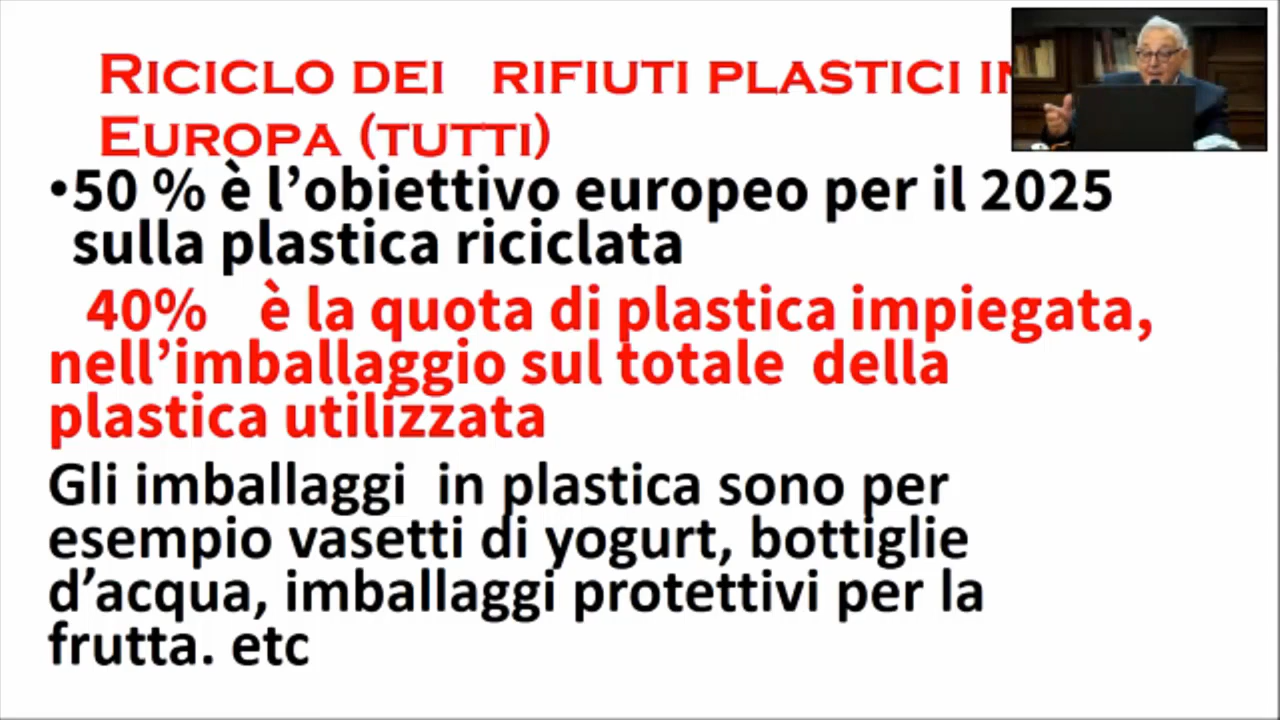 RICICLO DEI RIFIUTI PLASTICI IN
EUROPA (TUTTI)
•50 % è l’obiettivo europeo per il 2025
sulla plastica riciclata
40% è la quota di plastica impiegata,
nell’imballaggio sul totale della
plastica utilizzata
Gli imballaggi in plastica sono per
esempio vasetti di yogurt, bottiglie
d’acqua, imballaggi protettivi per la
frutta. etc